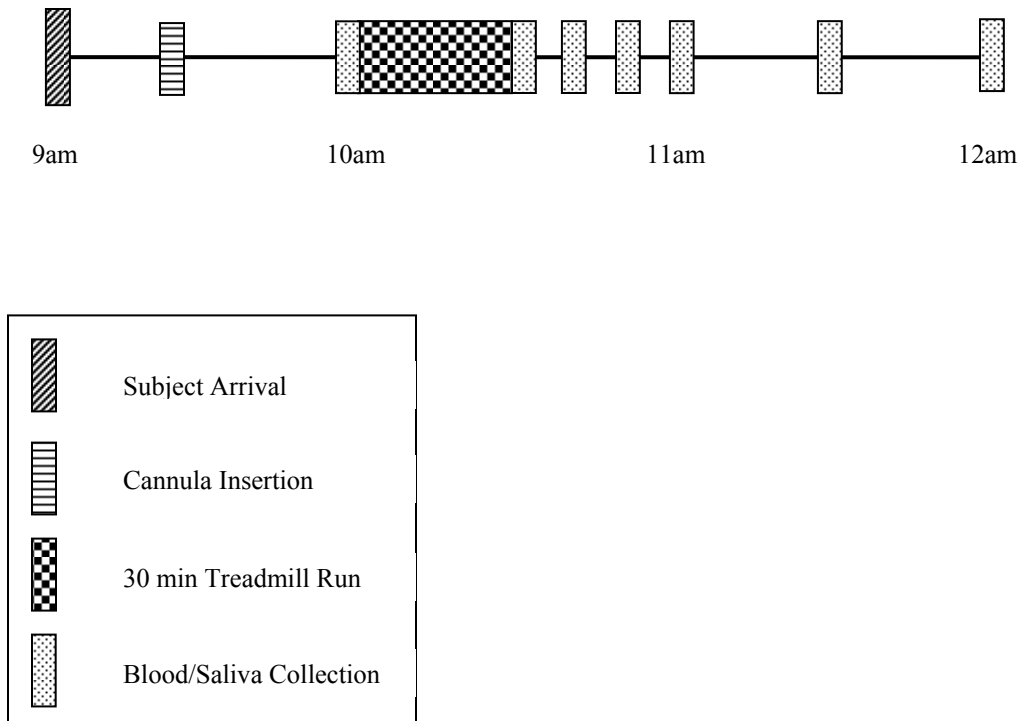 9am 10am 11am 12am
Subject Arrival
Cannula Insertion
30 min Treadmill Run
Blood/Saliva Collection